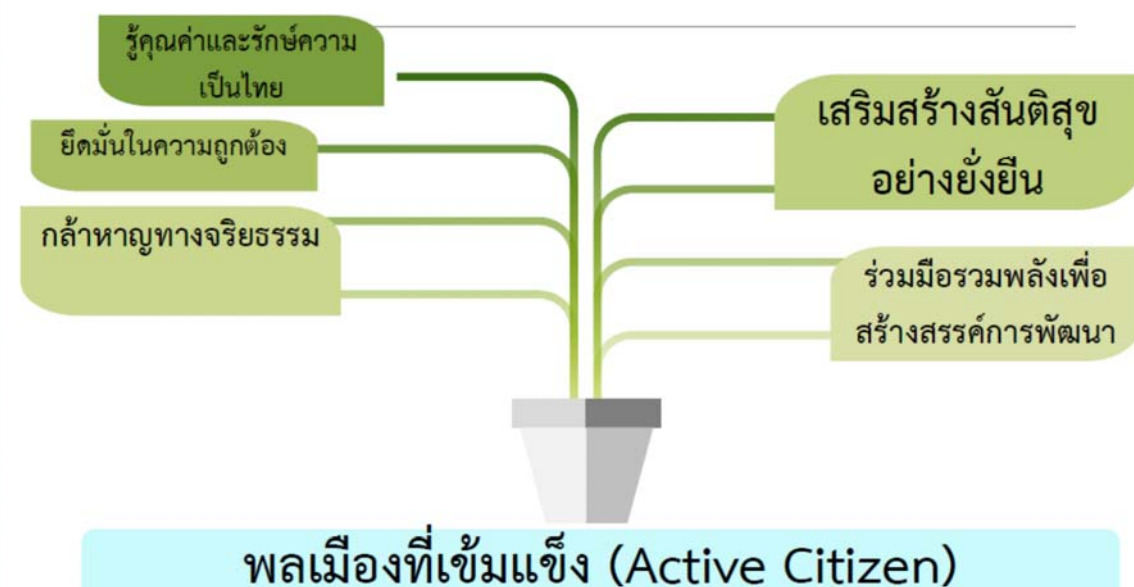 รู้คุณค่าและรักษ์ความ
เป็นไทย
ยึดมั่นในความถูกต้อง
กล้าหาญทางจริยธรรม
เสริมสร้างสันติสุข
อย่างยั่งยืน
ร่วมมือรวมพลังเพื่อ
สร้างสรรค์การพัฒนา
พลเมืองที่เข้มแข็ง (Active Citizen)